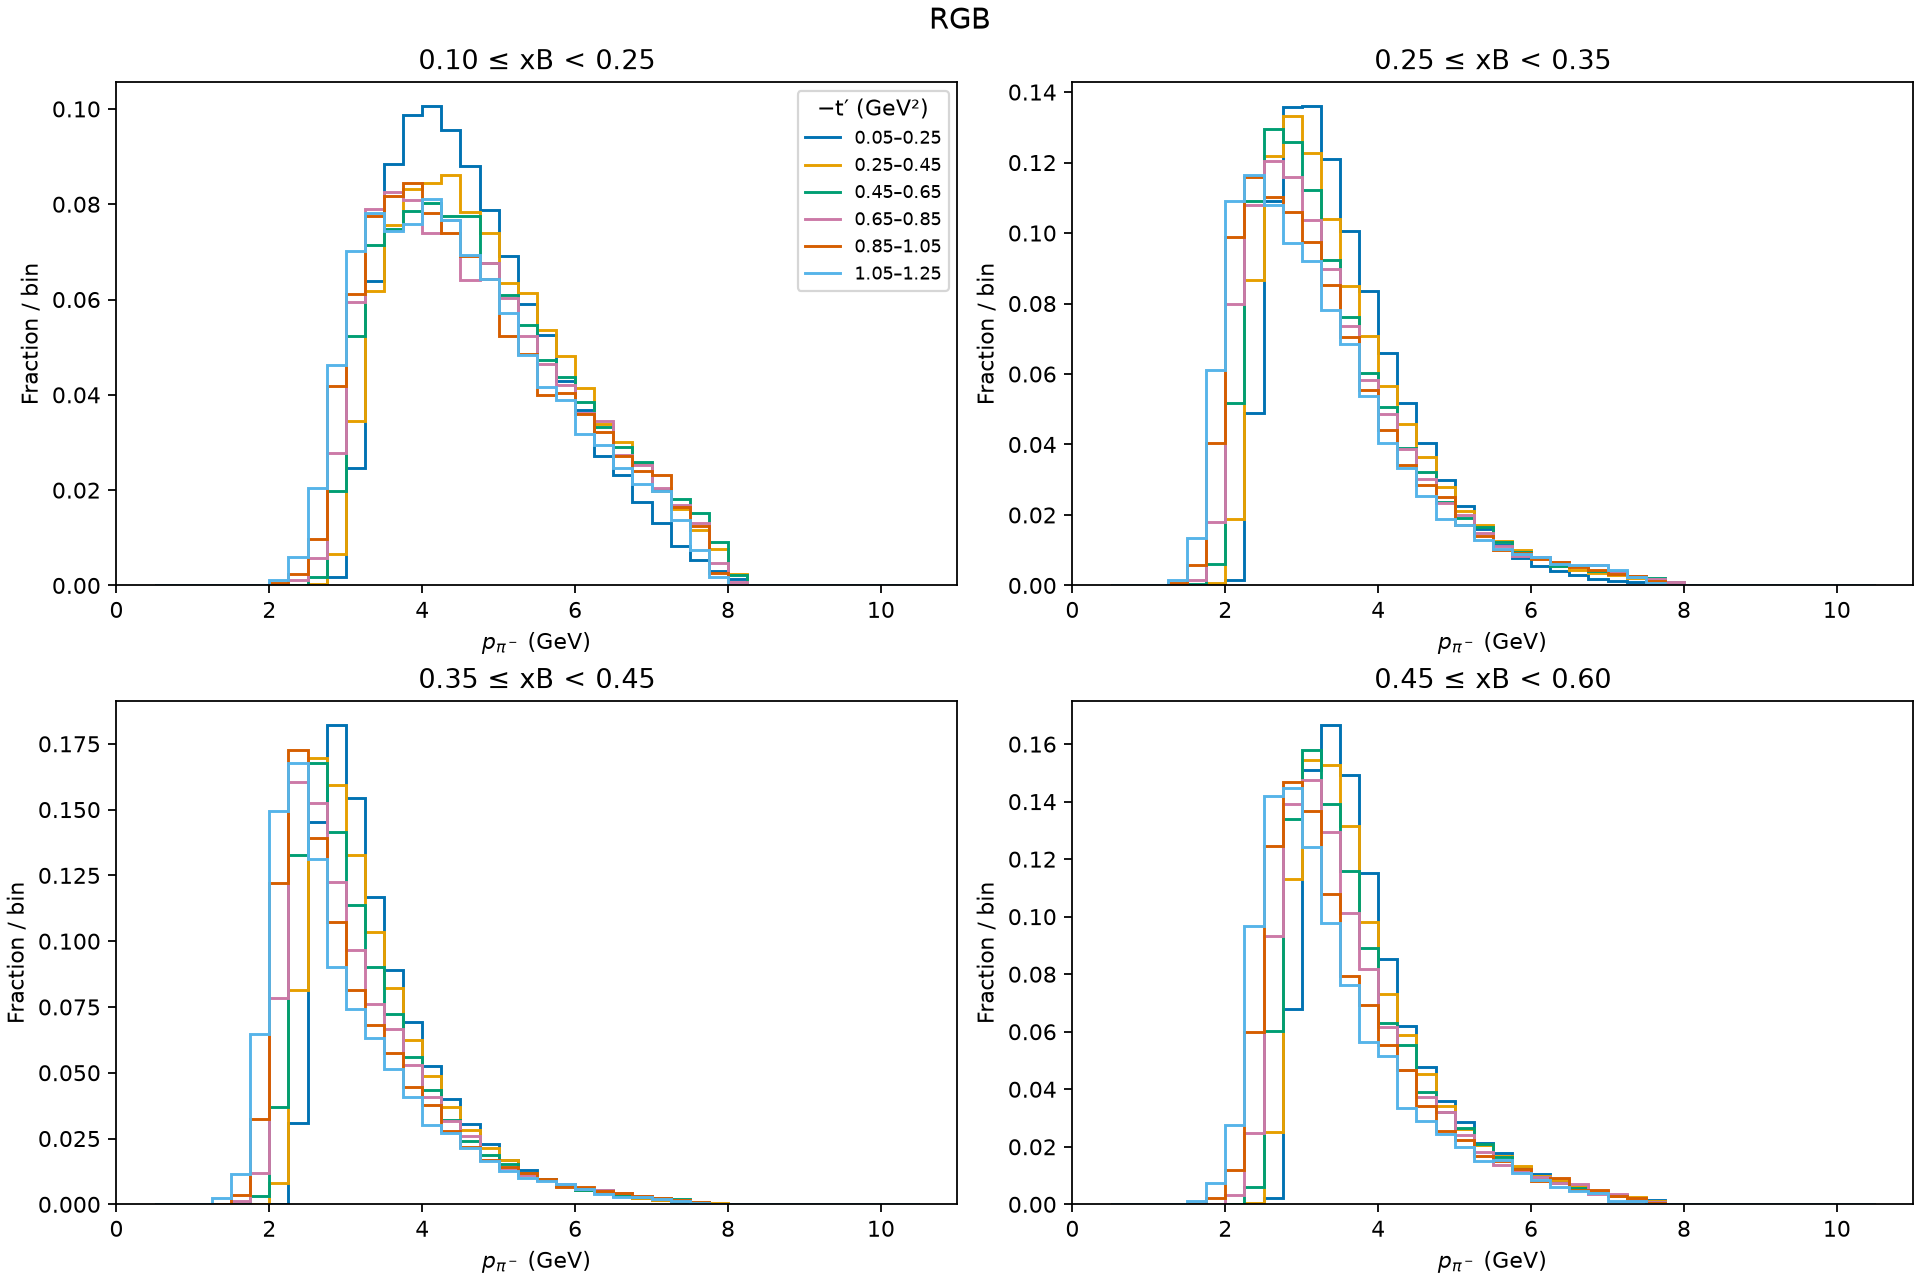 RGB
0.10 ≤ xB < 0.25
0.10
0.08
0.06
0.04
0.02
0.00
Fraction / bin
0 2 4 6 8 10
pπ⁻ (GeV)
−t′ (GeV²)
0.05–0.25
0.25–0.45
0.45–0.65
0.65–0.85
0.85–1.05
1.05–1.25
0.25 ≤ xB < 0.35
0.14
0.12
0.10
0.08
0.06
0.04
0.02
0.00
Fraction / bin
0 2 4 6 8 10
pπ⁻ (GeV)
0.35 ≤ xB < 0.45
0.175
0.150
0.125
0.100
0.075
0.050
0.025
0.000
Fraction / bin
0 2 4 6 8 10
pπ⁻ (GeV)
0.45 ≤ xB < 0.60
0.16
0.14
0.12
0.10
0.08
0.06
0.04
0.02
0.00
Fraction / bin
0 2 4 6 8 10
pπ⁻ (GeV)